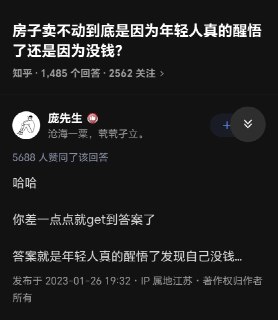 房子卖不动到底是因为年轻人真的醒悟
了还是因为没钱？
知乎 · 1,485 个回答 · 2562 关注 >
庞先生
沧海一粟，茕茕孑立。
5688 人赞同了该回答
哈哈
你差一点点就get到答案了
答案就是年轻人真的醒悟了发现自己没钱...
发布于 2023-01-26 19:32 · IP 属地江苏 · 著作权归作者
所有